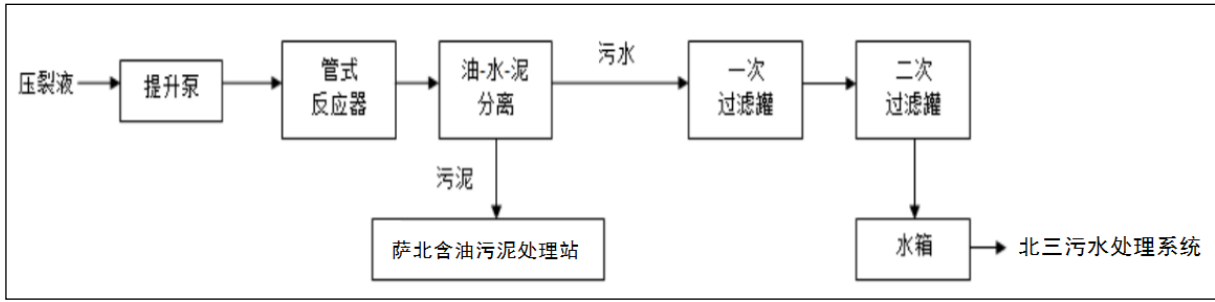 压裂液
提升泵
管式
反应器
油-水-泥
分离
污水
一次
过滤罐
二次
过滤罐
污泥
萨北含油污泥处理站
水箱
北三污水处理系统